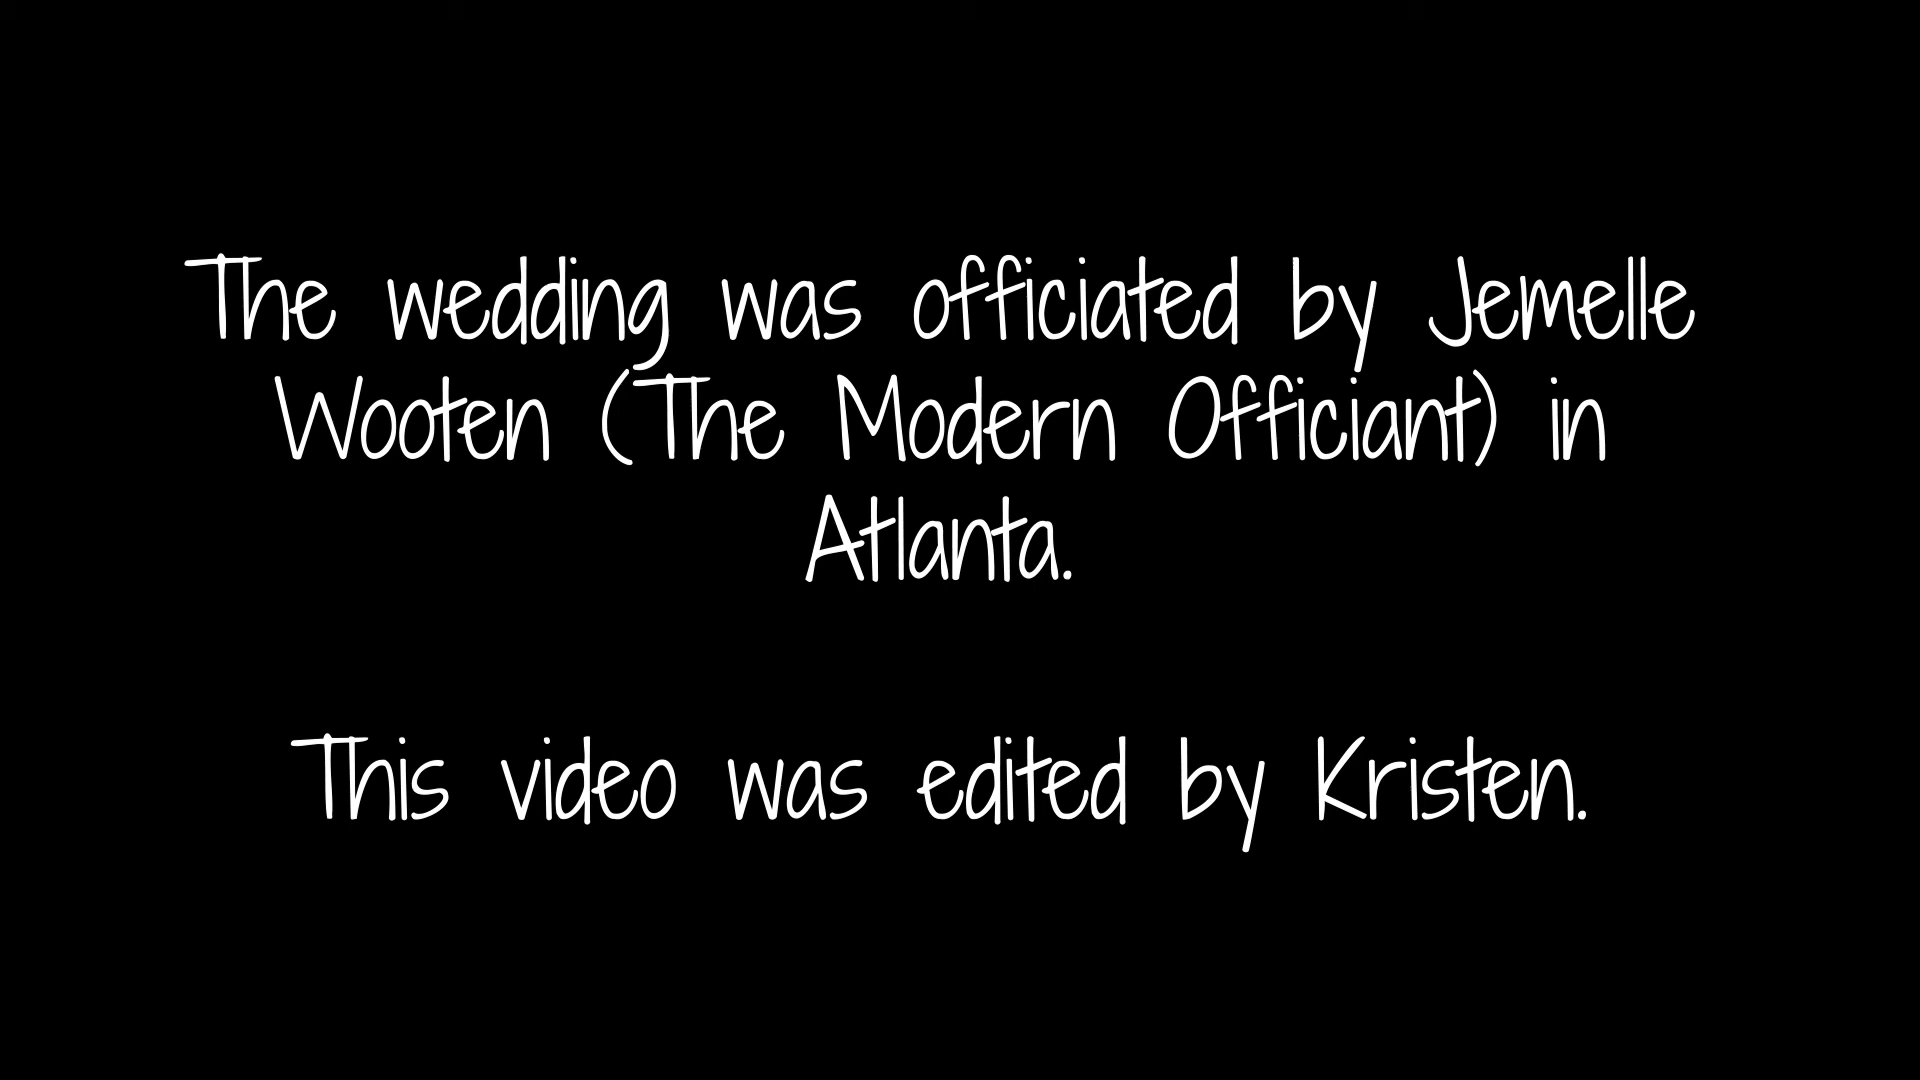 The wedding was officiated by Jemelle
Wooten (The Modern Officiant) in
Atlanta.
This video was edited by Kristen.